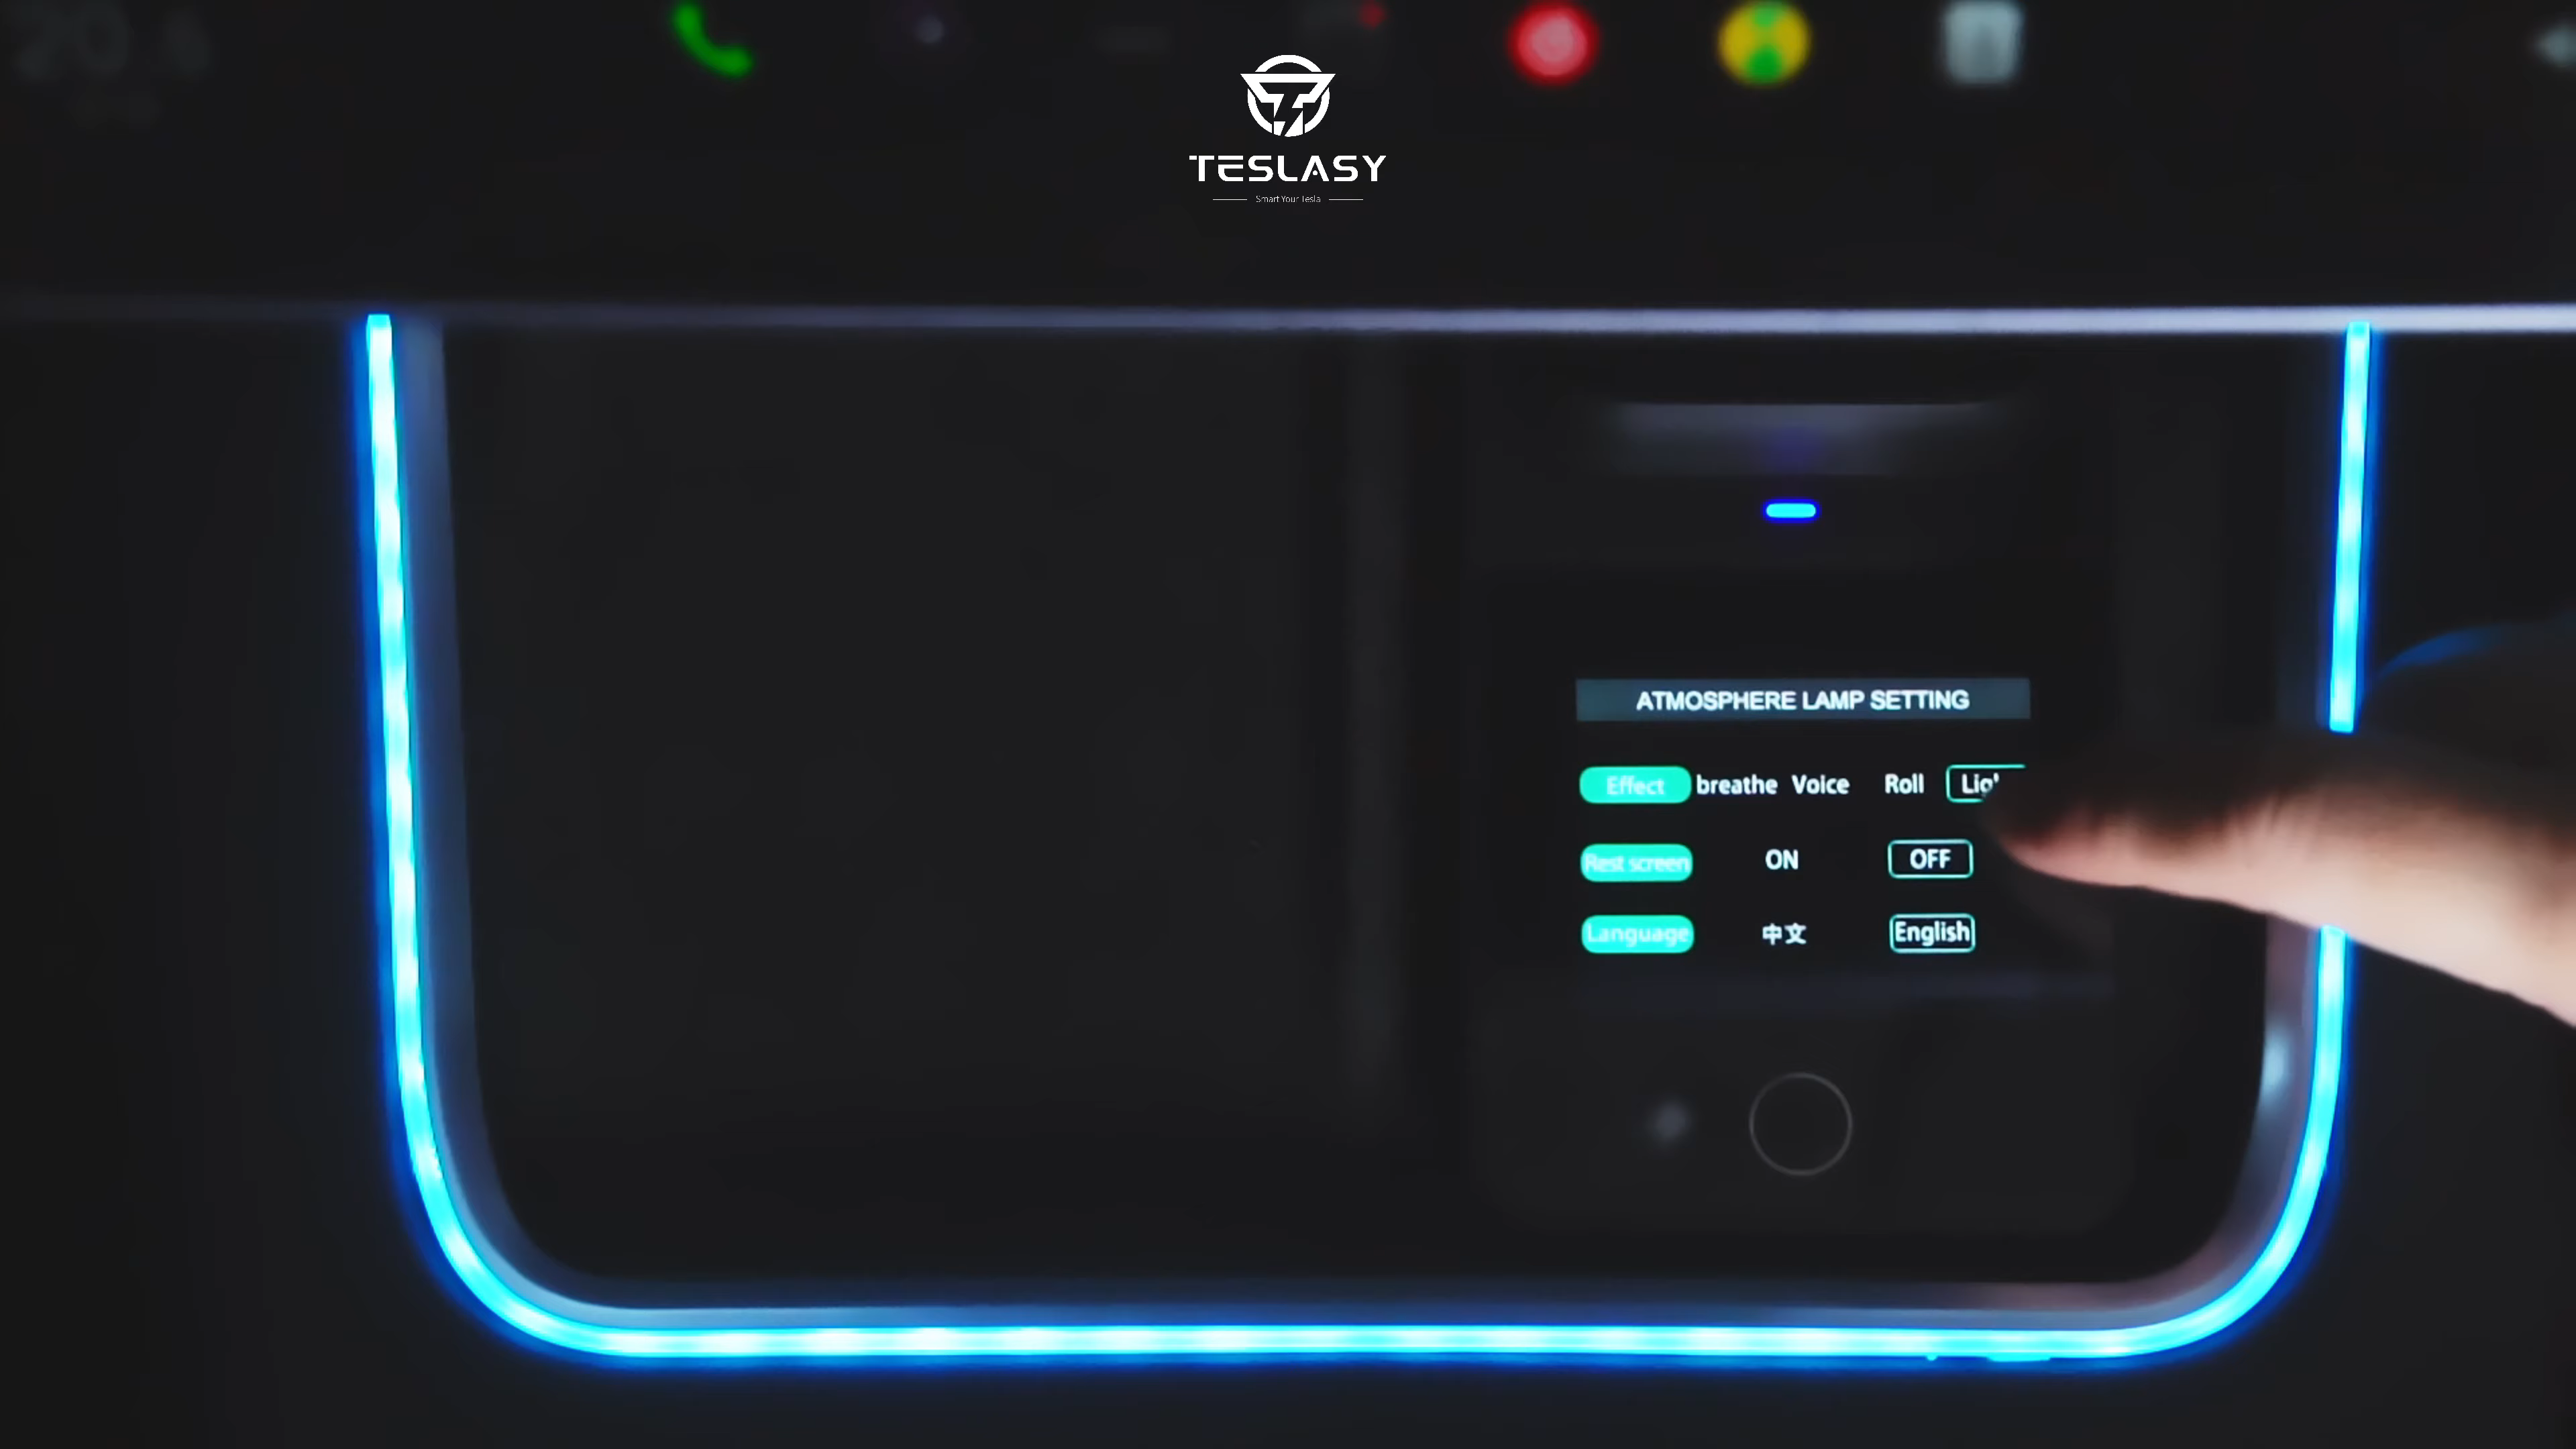 20.
TESLASY
Smart Your Tesla
ATMOSPHERE LAMP SETTING
Effect breathe Voice Roll
Rest screen ON OFF
Language 中文 English